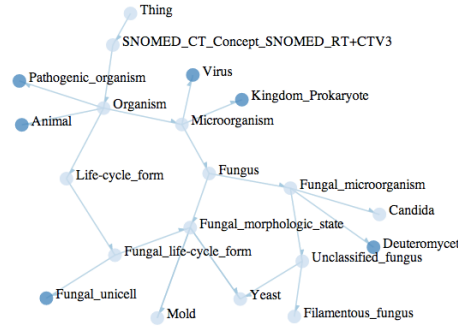 Thing
SNOMED_CT_Concept_SNOMED_RT+CTV3
Pathogenic_organism
Virus
Kingdom_Prokaryote
Organism
Animal
Microorganism
Life-cycle_form
Fungus
Fungal_microorganism
Candida
Fungal_morphologic_state
Deuteromycet
Fungal_life-cycle_form
Unclassified_fungus
Fungal_unicell
Yeast
Mold
Filamentous_fungus